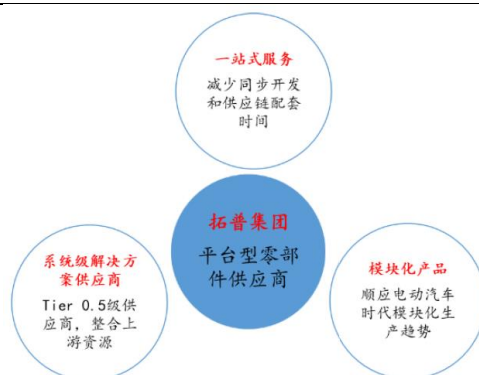 一站式服务
减少同步开发
和供应链配套
时间
拓普集团
平台型零部
件供应商
系统级解决方
案供应商
Tier 0.5级供
应商，整合上
游资源
模块化产品
顺应电动汽车
时代模块化生
产趋势